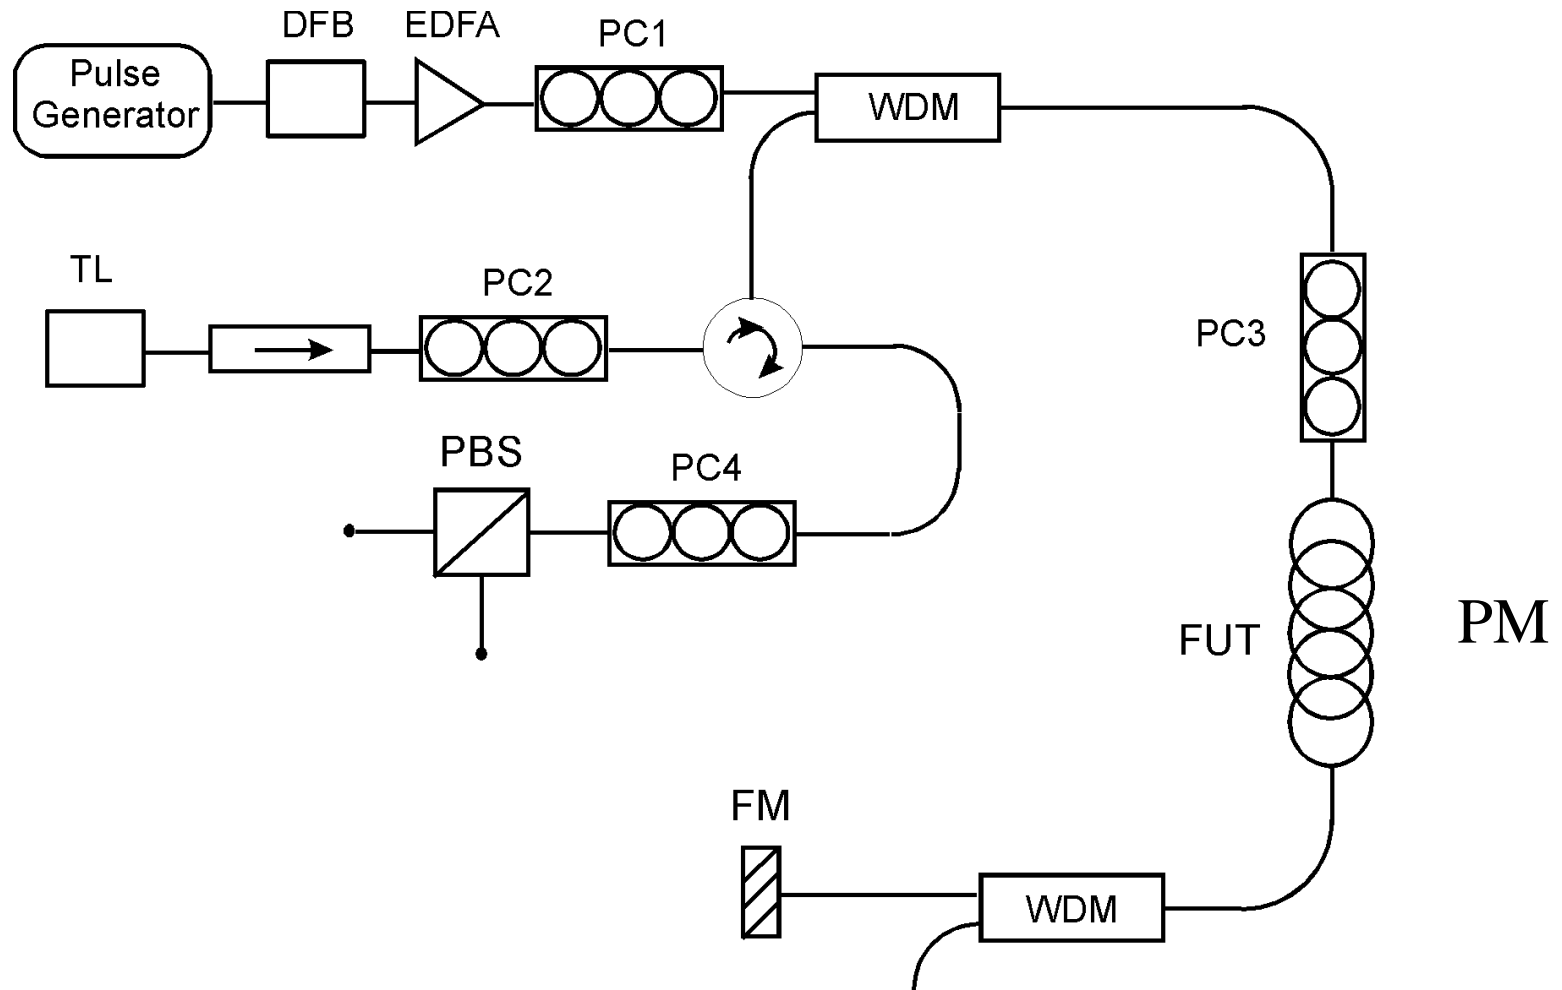 DFB
EDFA
PC1
Pulse
Generator
WDM
TL
PC2
PC3
PBS
PC4
FUT
PM
FM
WDM